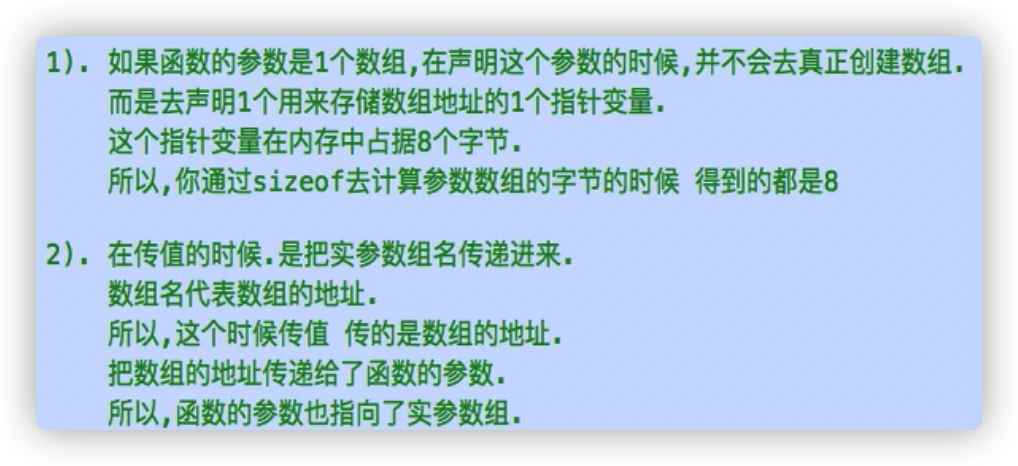 1). 如果函数的参数是1个数组,在声明这个参数的时候,并不会去真正创建数组.
而是去声明1个用来存储数组地址的1个指针变量.
这个指针变量在内存中占据8个字节.
所以,你通过sizeof去计算参数数组的字节的时候 得到的都是8
2). 在传值的时候.是把实参数组名传递进来.
数组名代表数组的地址.
所以,这个时候传值 传的是数组的地址.
把数组的地址传递给了函数的参数.
所以,函数的参数也指向了实参数组.